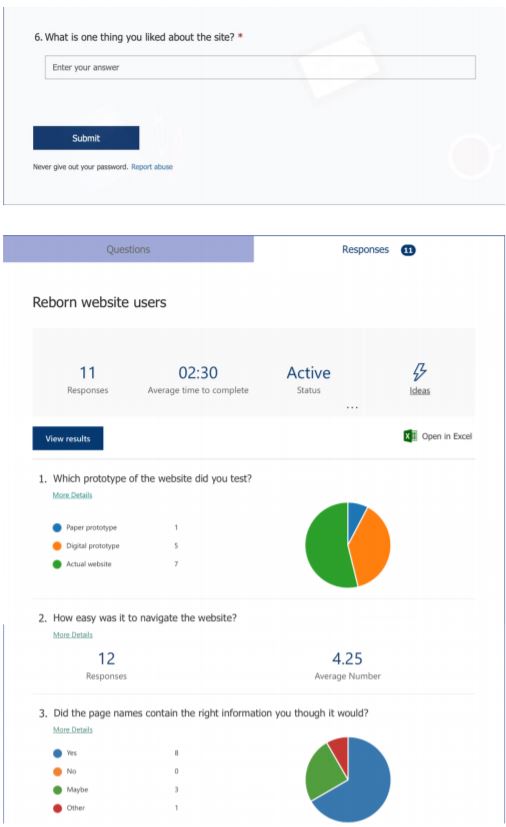 6. What is one thing you liked about the site? *
Enter your answer
Submit
Never give out your password. Report abuse
Questions
Responses 11
Reborn website users
11
Responses
02:30
Average time to complete
Active
Status
...
Ideas
View results
Open in Excel
1. Which prototype of the website did you test?
More Details
Paper prototype 1
Digital prototype 5
Actual website 7
2. How easy was it to navigate the website?
More Details
12
Responses
4.25
Average Number
3. Did the page names contain the right information you though it would?
More Details
Yes 8
No 0
Maybe 3
Other 1